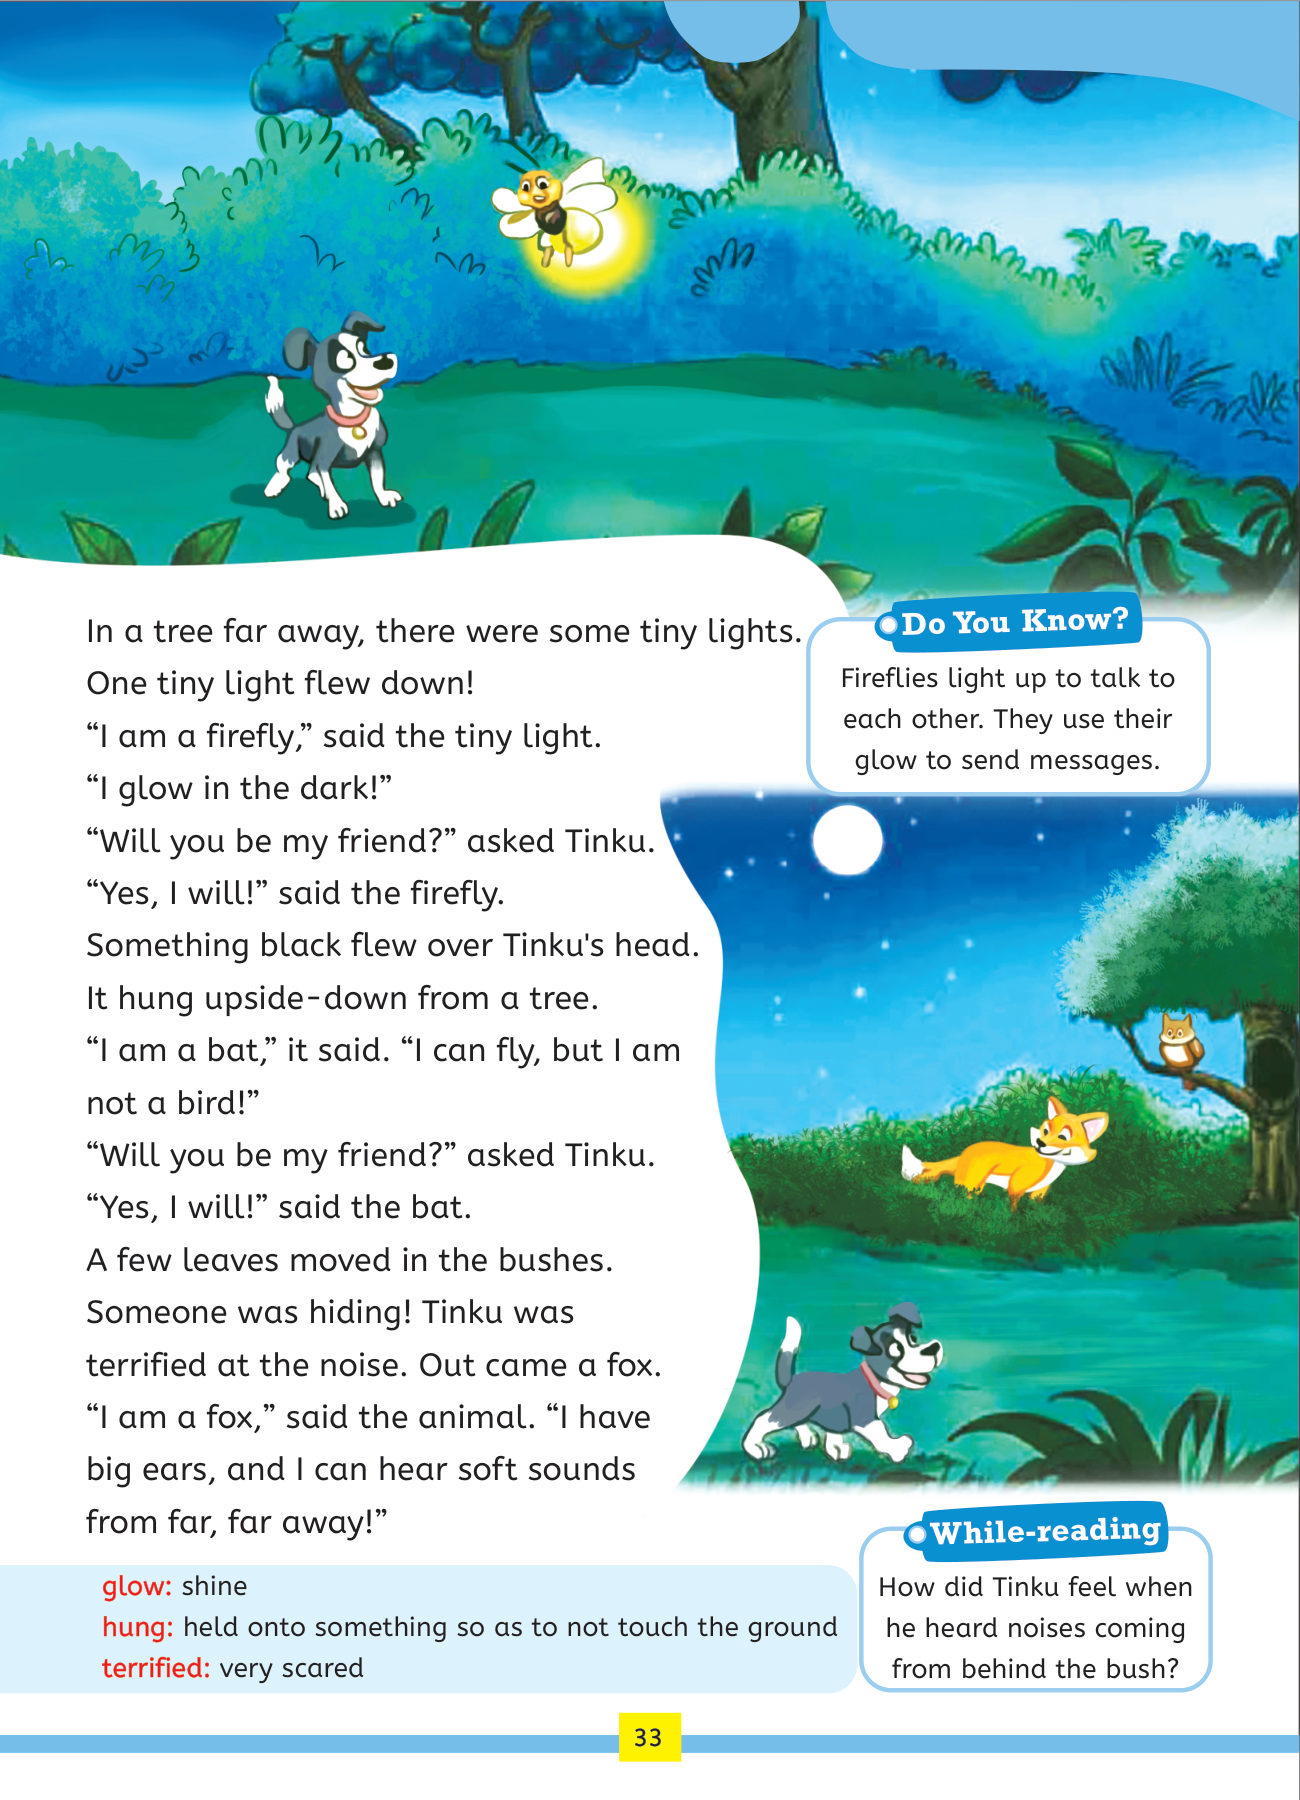 In a tree far away, there were some tiny lights.
One tiny light flew down!
“I am a firefly,” said the tiny light.
“I glow in the dark!”
“Will you be my friend?” asked Tinku.
“Yes, I will!” said the firefly.
Something black flew over Tinku's head.
It hung upside-down from a tree.
“I am a bat,” it said. “I can fly, but I am
not a bird!”
“Will you be my friend?” asked Tinku.
“Yes, I will!” said the bat.
A few leaves moved in the bushes.
Someone was hiding! Tinku was
terrified at the noise. Out came a fox.
“I am a fox,” said the animal. “I have
big ears, and I can hear soft sounds
from far, far away!”
Do You Know?
Fireflies light up to talk to
each other. They use their
glow to send messages.
glow: shine
hung: held onto something so as to not touch the ground
terrified: very scared
While-reading
How did Tinku feel when
he heard noises coming
from behind the bush?
33